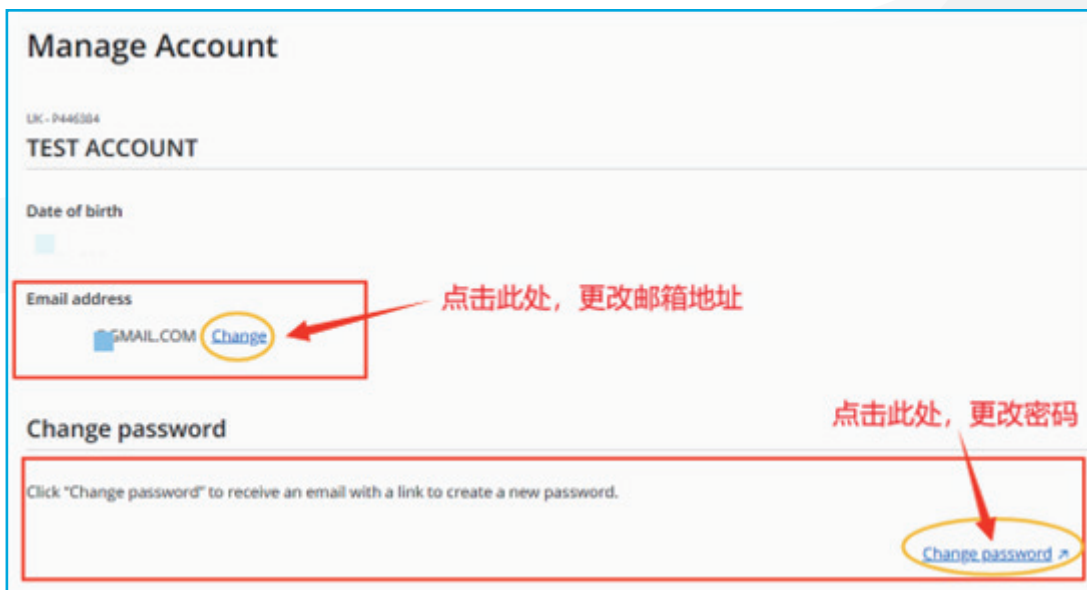 Manage Account
UK - P446384
TEST ACCOUNT
Date of birth
Email address
点击此处，更改邮箱地址
GMAIL.COM Change
Change password
点击此处，更改密码
Click "Change password" to receive an email with a link to create a new password.
Change password